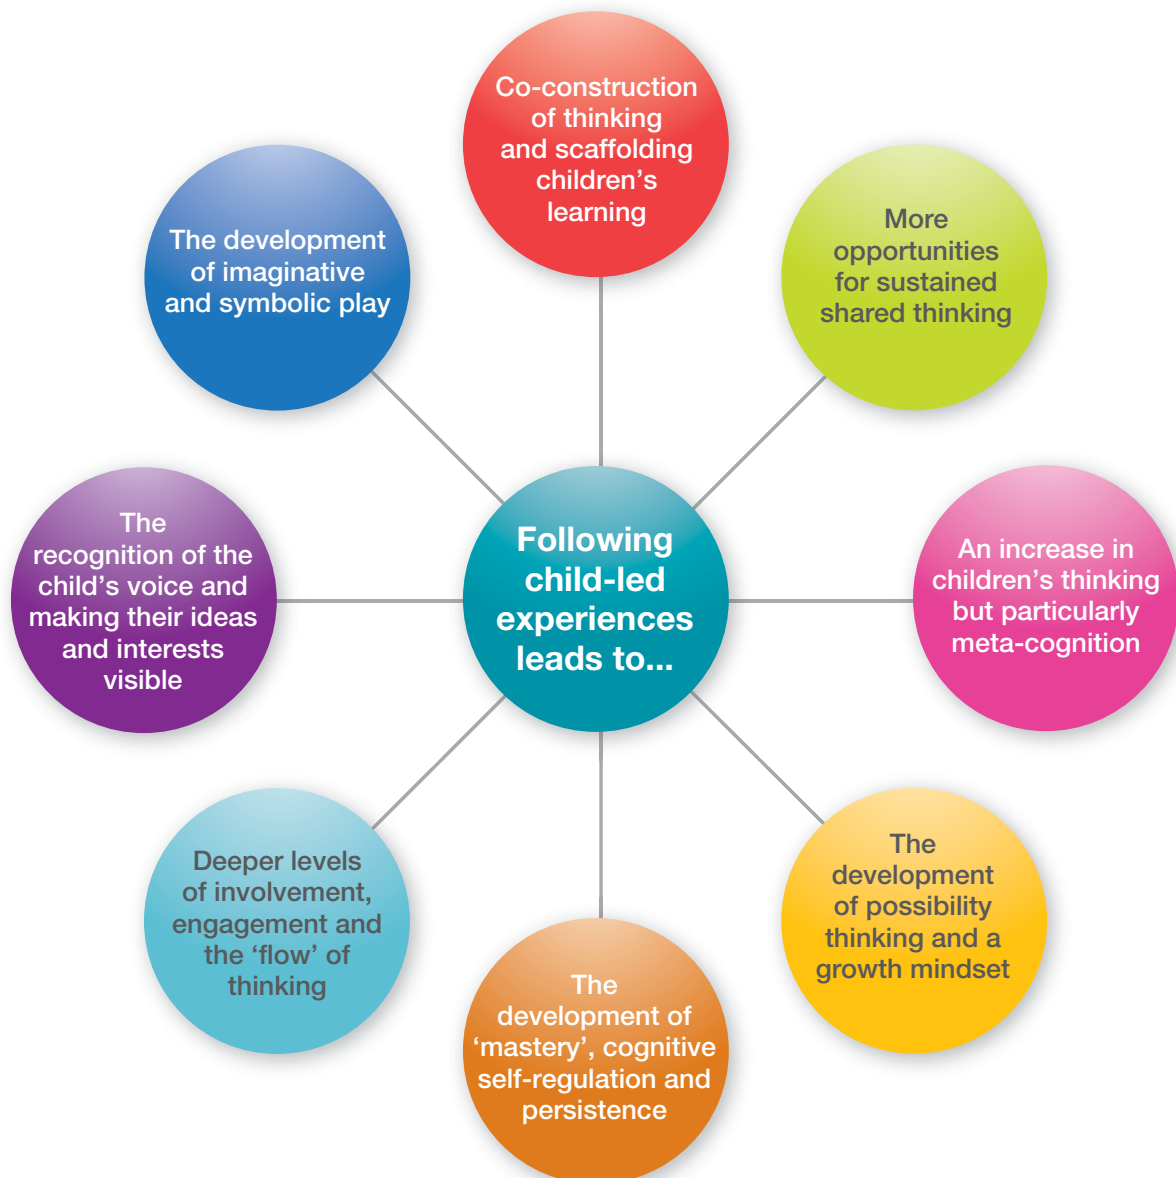 Co-construction
of thinking
and scaffolding
children's
learning
More
opportunities
for sustained
shared thinking
An increase in
children's thinking
but particularly
meta-cognition
The
development
of possibility
thinking and a
growth mindset
The
development of
‘mastery’, cognitive
self-regulation and
persistence
Deeper levels
of involvement,
engagement and
the ‘flow’ of
thinking
The
recognition of the
child’s voice and
making their ideas
and interests
visible
The development
of imaginative
and symbolic play
Following
child-led
experiences
leads to...